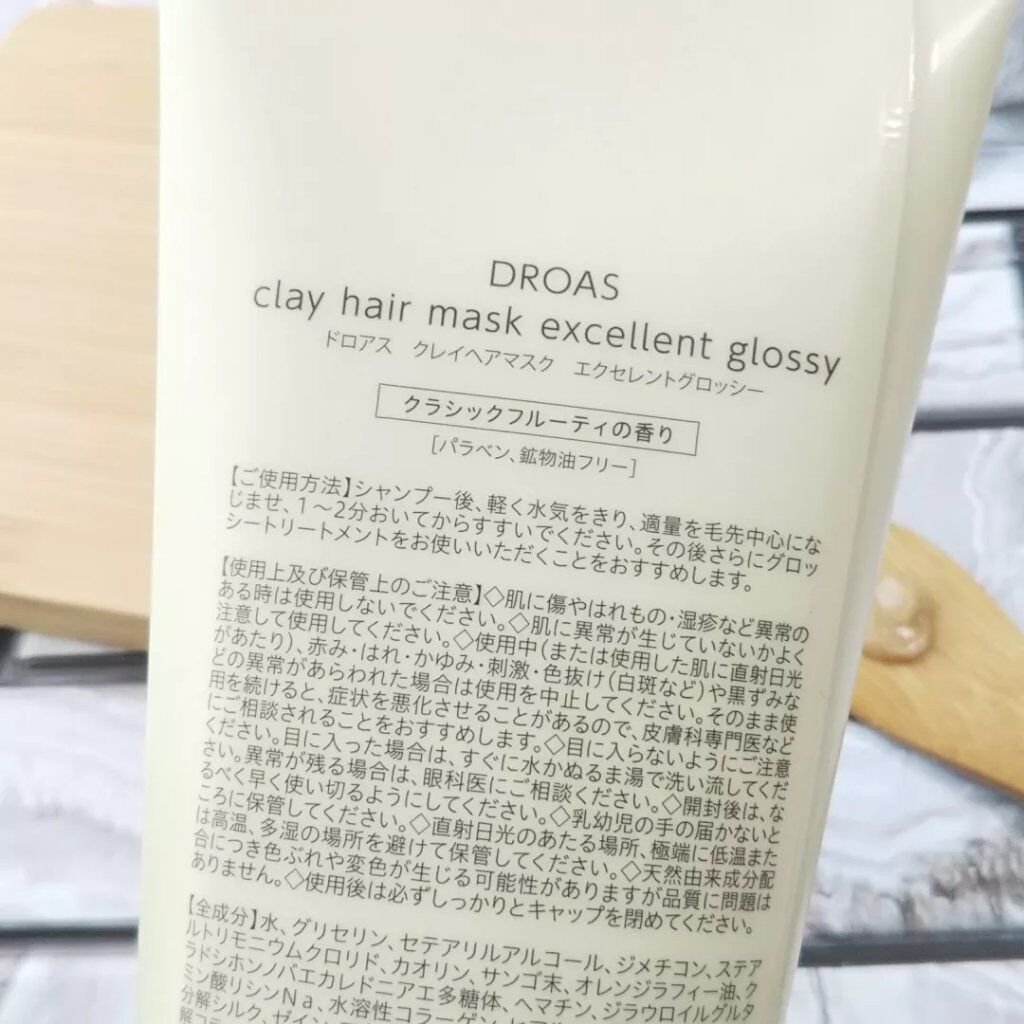 DROAS
clay hair mask excellent glossy
ドロアス クレイヘアマスク エクセレントグロッシー
クラシックフルーティの香り
[パラベン、鉱物油フリー]
【ご使用方法】シャンプー後、軽く水気をきり、適量を毛先中心にな
じませ、1〜2分おいてからすすいでください。その後さらにグロッ
シートリートメントをお使いいただくことをおすすめします。
【使用上及び保管上のご注意】◇肌に傷やはれもの・湿疹など異常の
ある時は使用しないでください。◇肌に異常が生じていないかよく
注意して使用してください。◇使用中(または使用した肌に直射日光
があたり)、赤み・はれ・かゆみ・刺激・色抜け(白斑など)や黒ずみな
どの異常があらわれた場合は使用を中止してください。そのまま使
用を続けると、症状を悪化させることがあるので、皮膚科専門医など
にご相談されることをおすすめします。◇目に入らないようにご注意
ください。目に入った場合は、すぐに水かぬるま湯で洗い流してくだ
さい。異常が残る場合は、眼科医にご相談ください。◇開封後は、な
るべく早く使い切るようにしてください。◇乳幼児の手の届かないと
ころに保管してください。◇直射日光のあたる場所、極端に低温また
は高温、多湿の場所を避けて保管してください。◇天然由来成分配
合につき色ぶれや変色が生じる可能性がありますが品質に問題は
ありません。◇使用後は必ずしっかりとキャップを閉めてください。
【全成分】水、グリセリン、セテアリルアルコール、ジメチコン、ステア
ルトリモニウムクロリド、カオリン、サンゴ末、オレンジラフィー油、ク
ラドシホンノバエカレドニアエ多糖体、ヘマチン、ジラウロイルグルタ
ミン酸リシンNa、水溶性コラーゲン、
分解シルク、ゼイン、